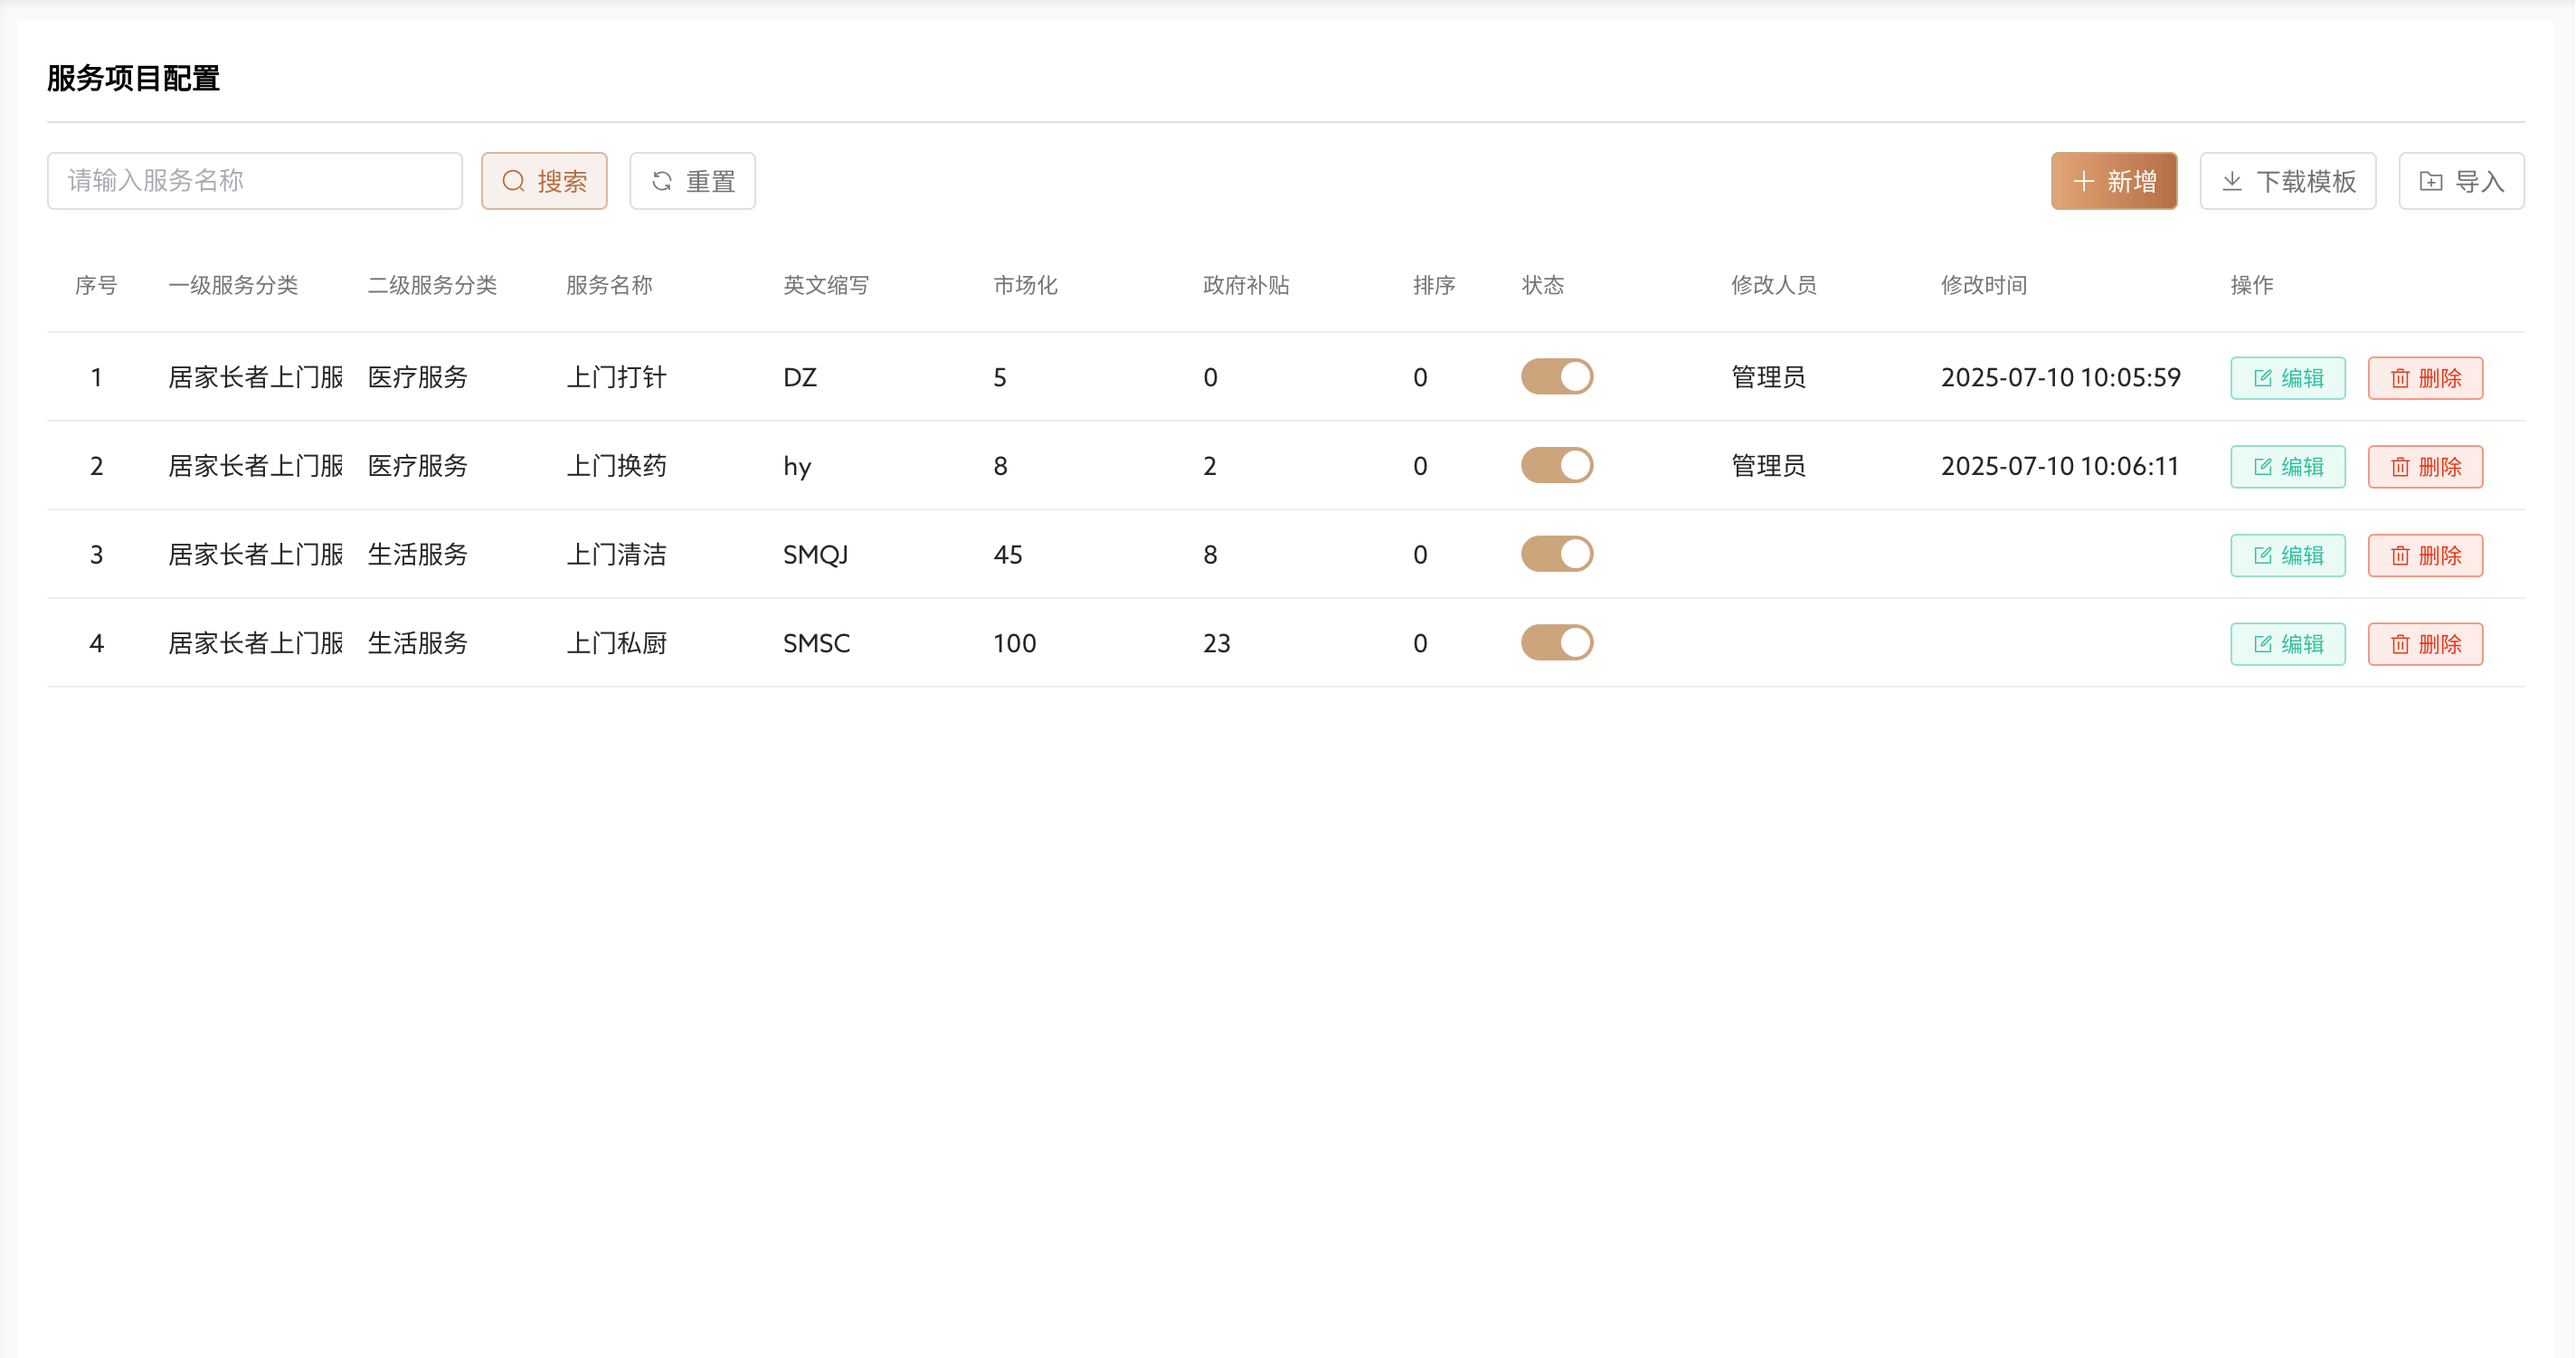 服务项目配置
请输入服务名称 搜索 重置 新增 下载模板 导入
序号 一级服务分类 二级服务分类 服务名称 英文缩写 市场化 政府补贴 排序 状态 修改人员 修改时间 操作
1 居家长者上门服 医疗服务 上门打针 DZ 5 0 0 管理员 2025-07-10 10:05:59 编辑 删除
2 居家长者上门服 医疗服务 上门换药 hy 8 2 0 管理员 2025-07-10 10:06:11 编辑 删除
3 居家长者上门服 生活服务 上门清洁 SMQJ 45 8 0 编辑 删除
4 居家长者上门服 生活服务 上门私厨 SMSC 100 23 0 编辑 删除